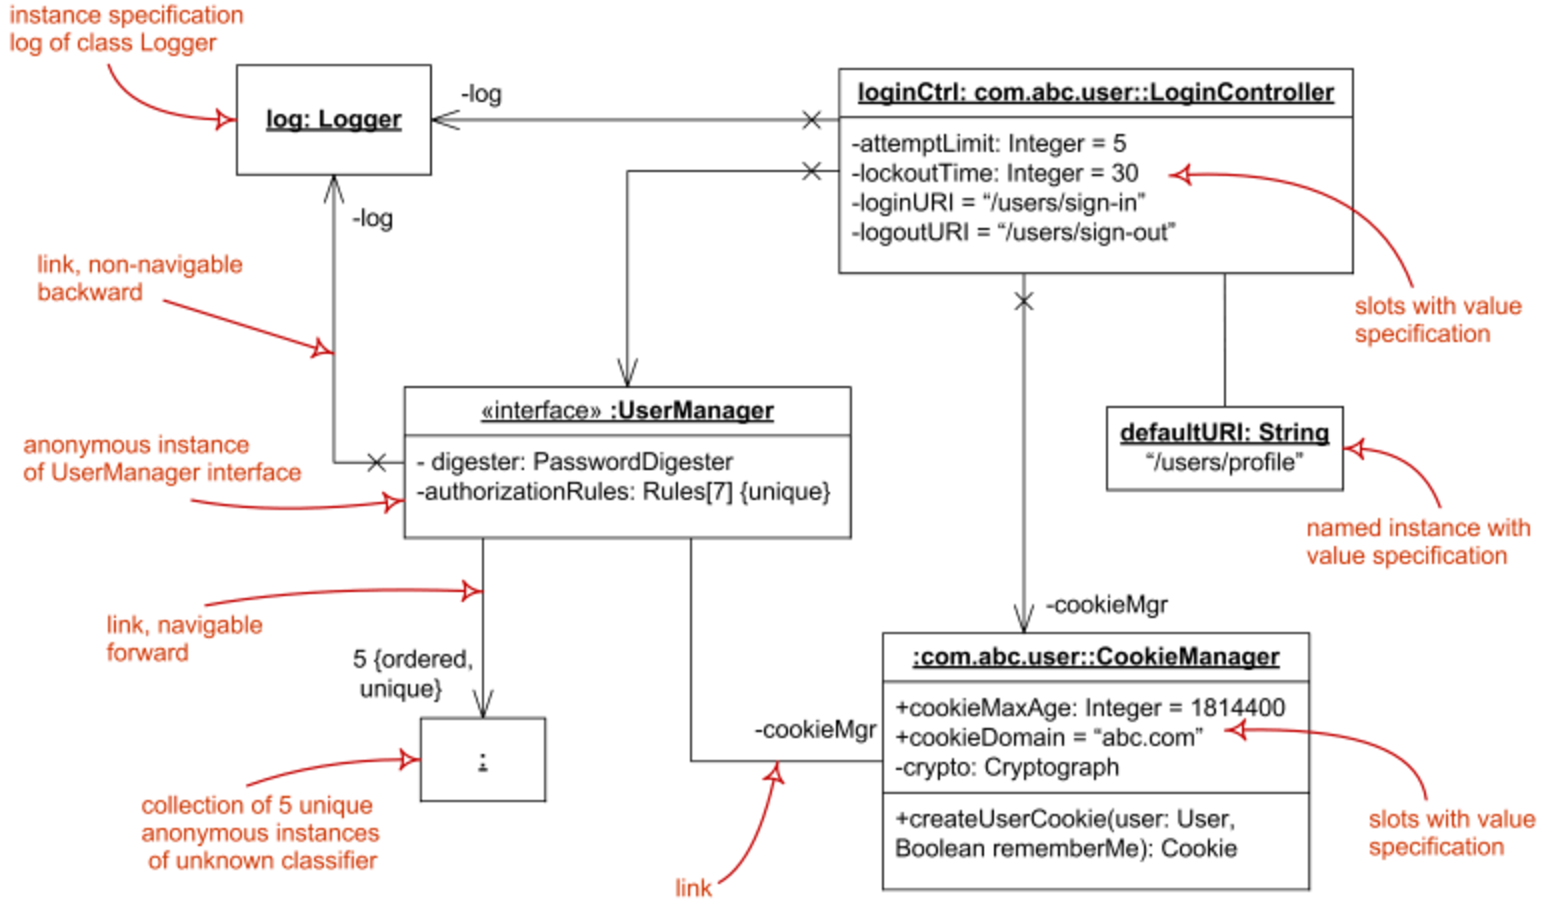 instance specification
log of class Logger
log: Logger
-log
loginCtrl: com.abc.user::LoginController
-attemptLimit: Integer = 5
-lockoutTime: Integer = 30
-loginURI = “/users/sign-in”
-logoutURI = “/users/sign-out”
-log
link, non-navigable
backward
slots with value
specification
«interface» :UserManager
- digester: PasswordDigester
-authorizationRules: Rules[7] {unique}
anonymous instance
of UserManager interface
defaultURI: String
“/users/profile”
named instance with
value specification
link, navigable
forward
5 {ordered,
unique}
:
collection of 5 unique
anonymous instances
of unknown classifier
-cookieMgr
-cookieMgr
link
:com.abc.user::CookieManager
+cookieMaxAge: Integer = 1814400
+cookieDomain = “abc.com”
-crypto: Cryptograph
+createUserCookie(user: User,
Boolean rememberMe): Cookie
slots with value
specification